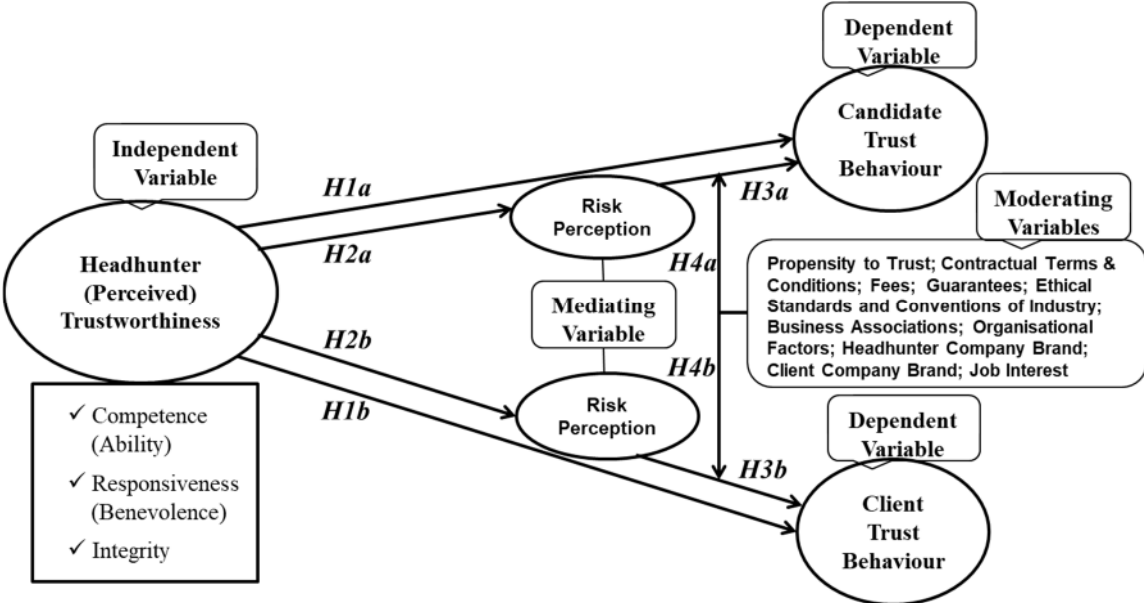 Dependent
Variable
Candidate
Trust
Behaviour
Independent
Variable
H1a
H3a
Moderating
Variables
Risk
Perception
H2a
Headhunter
(Perceived)
Trustworthiness
H4a
Propensity to Trust; Contractual Terms &
Conditions; Fees; Guarantees; Ethical
Standards and Conventions of Industry;
Business Associations; Organisational
Factors; Headhunter Company Brand;
Client Company Brand; Job Interest
Mediating
Variable
H2b
H4b
H1b
Risk
Perception
✓ Competence
(Ability)
✓ Responsiveness
(Benevolence)
✓ Integrity
Dependent
Variable
H3b
Client
Trust
Behaviour